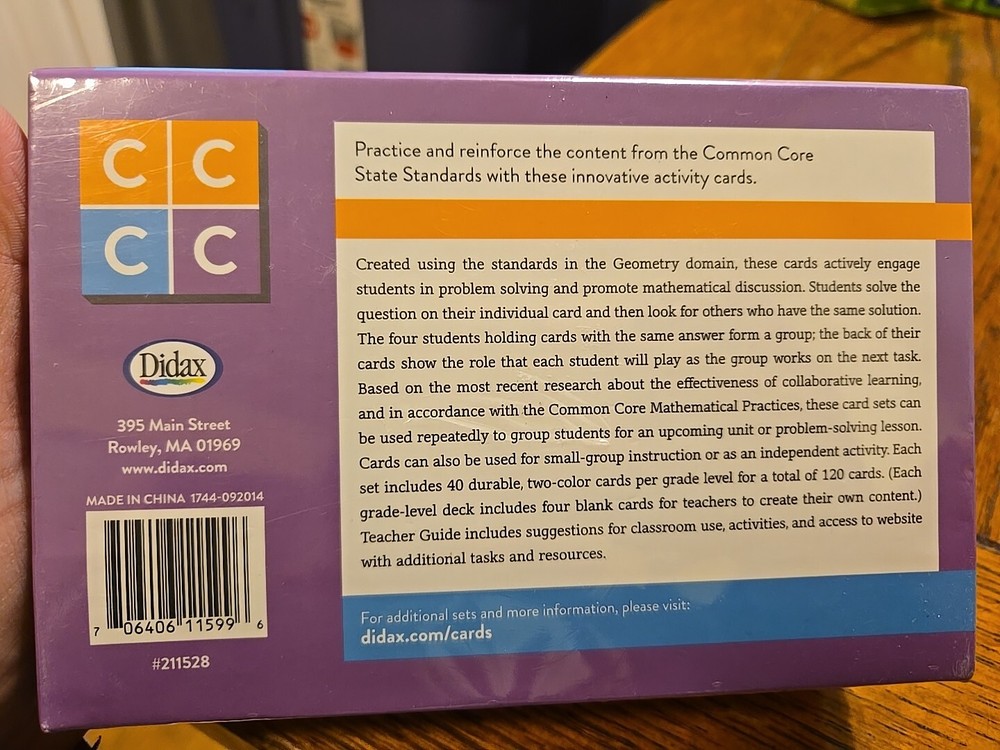 C C
C C
Didax
395 Main Street
Rowley, MA 01969
www.didax.com
MADE IN CHINA 1744-092014
7 06406 11599 6
#211528
Practice and reinforce the content from the Common Core
State Standards with these innovative activity cards.
Created using the standards in the Geometry domain, these cards actively engage
students in problem solving and promote mathematical discussion. Students solve the
question on their individual card and then look for others who have the same solution.
The four students holding cards with the same answer form a group; the back of their
cards show the role that each student will play as the group works on the next task.
Based on the most recent research about the effectiveness of collaborative learning,
and in accordance with the Common Core Mathematical Practices, these card sets can
be used repeatedly to group students for an upcoming unit or problem-solving lesson.
Cards can also be used for small-group instruction or as an independent activity. Each
set includes 40 durable, two-color cards per grade level for a total of 120 cards. (Each
grade-level deck includes four blank cards for teachers to create their own content.)
Teacher Guide includes suggestions for classroom use, activities, and access to website
with additional tasks and resources.
For additional sets and more information, please visit:
didax.com/cards